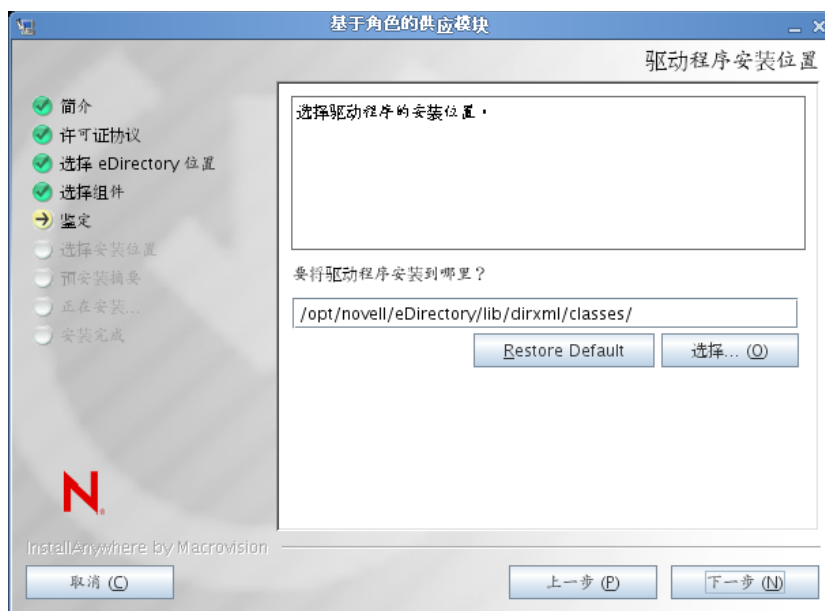 基于角色的供应模块
驱动程序安装位置
简介
许可证协议
选择 eDirectory 位置
选择组件
鉴定
选择安装位置
预安装摘要
正在安装...
安装完成
选择驱动程序的安装位置。
要将驱动程序安装到哪里？
/opt/novell/eDirectory/lib/dirxml/classes/
Restore Default
选择... (O)
N
InstallAnywhere by Macrovision
取消 (C)
上一步 (P)
下一步 (N)